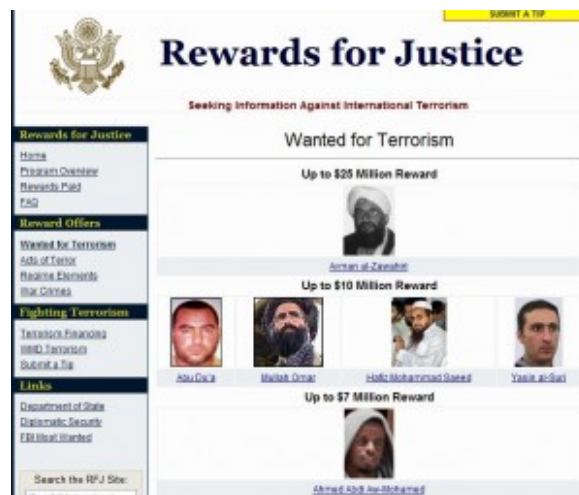 SUBMIT A TIP
Rewards for Justice
Seeking Information Against International Terrorism
Rewards for Justice
Home
Program Overview
Rewards Paid
FAQ
Reward Offers
Wanted for Terrorism
Acts of Terror
Regime Elements
War Crimes
Fighting Terrorism
Terrorism Financing
WMD Terrorism
Submit a Tip
Links
Department of State
Diplomatic Security
FBI Most Wanted
Search the RFJ Site:
Wanted for Terrorism
Up to $25 Million Reward
Ayman al-Zawahiri
Up to $10 Million Reward
Abu Du'a
Mullah Omar
Hafiz Mohammad Saeed
Yasin al-Suri
Up to $7 Million Reward
Ahmed Abdi Aw-Mohamed